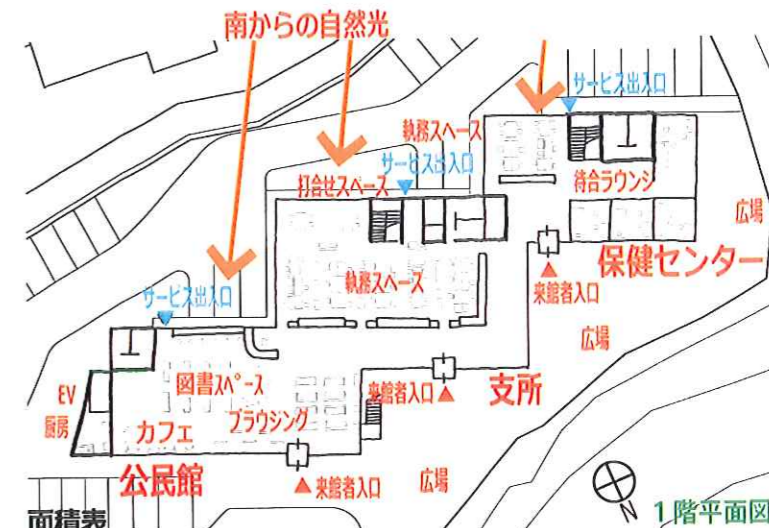 南からの自然光
サービス出入口
執務スペース
サービス出入口
打合せスペース
待合ラウンジ
広場
保健センター
執務スペース
来館者入口
サービス出入口
広場
図書スペース
EV
厨房
カフェ
ブラウジング
来館者入口
支所
公民館
来館者入口
広場
N
1階平面図
面積表